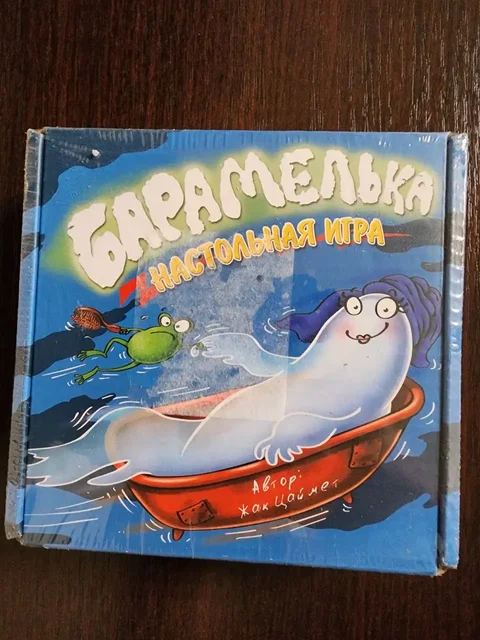 БАРАМЕЛЬКА
НАСТОЛЬНАЯ ИГРА
Автор:
Жак Цаймет